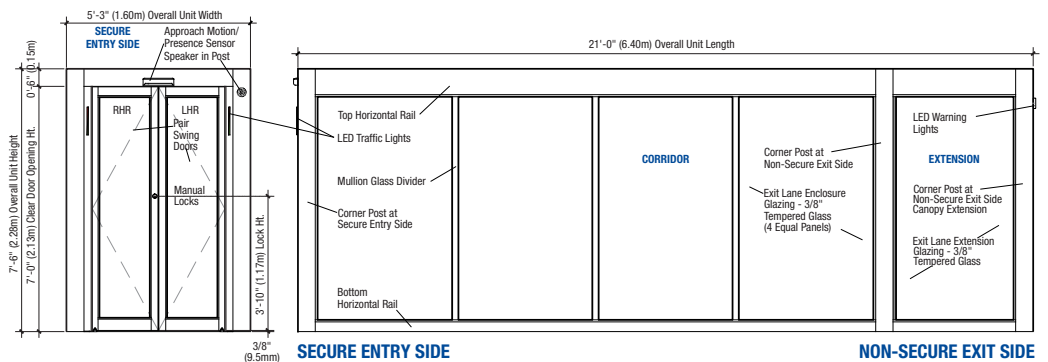 5'-3" (1.60m) Overall Unit Width
SECURE
ENTRY SIDE
Approach Motion/
Presence Sensor
Speaker in Post
0'-6" (0.15m)
7'-6" (2.28m) Overall Unit Height
7'-0" (2.13m) Clear Door Opening Ht.
RHR
LHR
Pair
Swing
Doors
Manual
Locks
3'-10" (1.17m) Lock Ht.
3/8"
(9.5mm)
21'-0" (6.40m) Overall Unit Length
Top Horizontal Rail
LED Traffic Lights
Mullion Glass Divider
Corner Post at
Secure Entry Side
Bottom
Horizontal Rail
CORRIDOR
Corner Post at
Non-Secure Exit Side
Exit Lane Enclosure
Glazing - 3/8"
Tempered Glass
(4 Equal Panels)
LED Warning
Lights
EXTENSION
Corner Post at
Non-Secure Exit Side
Canopy Extension
Exit Lane Extension
Glazing - 3/8"
Tempered Glass
SECURE ENTRY SIDE
NON-SECURE EXIT SIDE